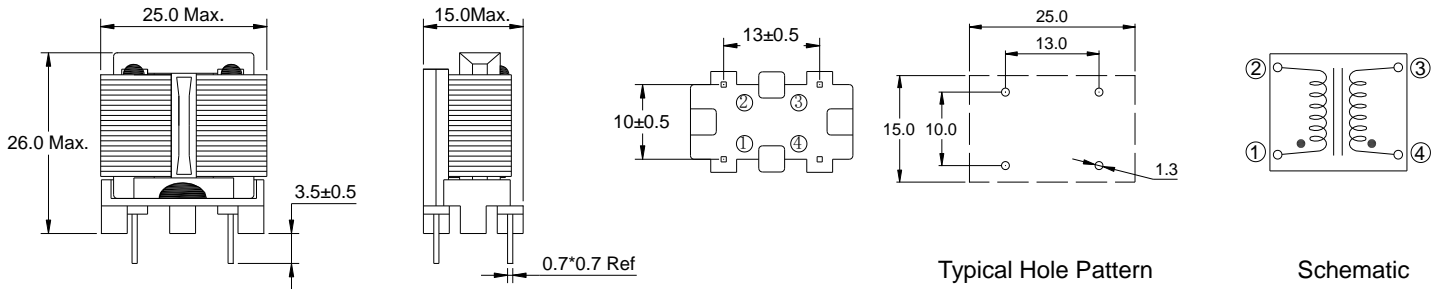 25.0 Max.
26.0 Max.
3.5±0.5
15.0Max.
0.7*0.7 Ref
13±0.5
10±0.5
② ③
① ④
25.0
13.0
15.0
10.0
1.3
Typical Hole Pattern
② ③
① ④
Schematic